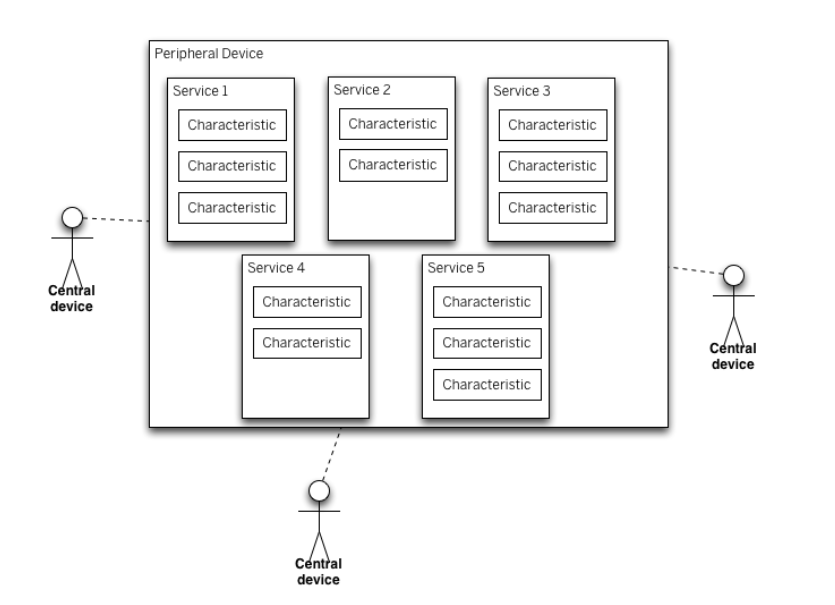 Peripheral Device
Service 1
Characteristic
Characteristic
Characteristic
Service 2
Characteristic
Characteristic
Service 3
Characteristic
Characteristic
Characteristic
Service 4
Characteristic
Characteristic
Service 5
Characteristic
Characteristic
Characteristic
Central
device
Central
device
Central
device